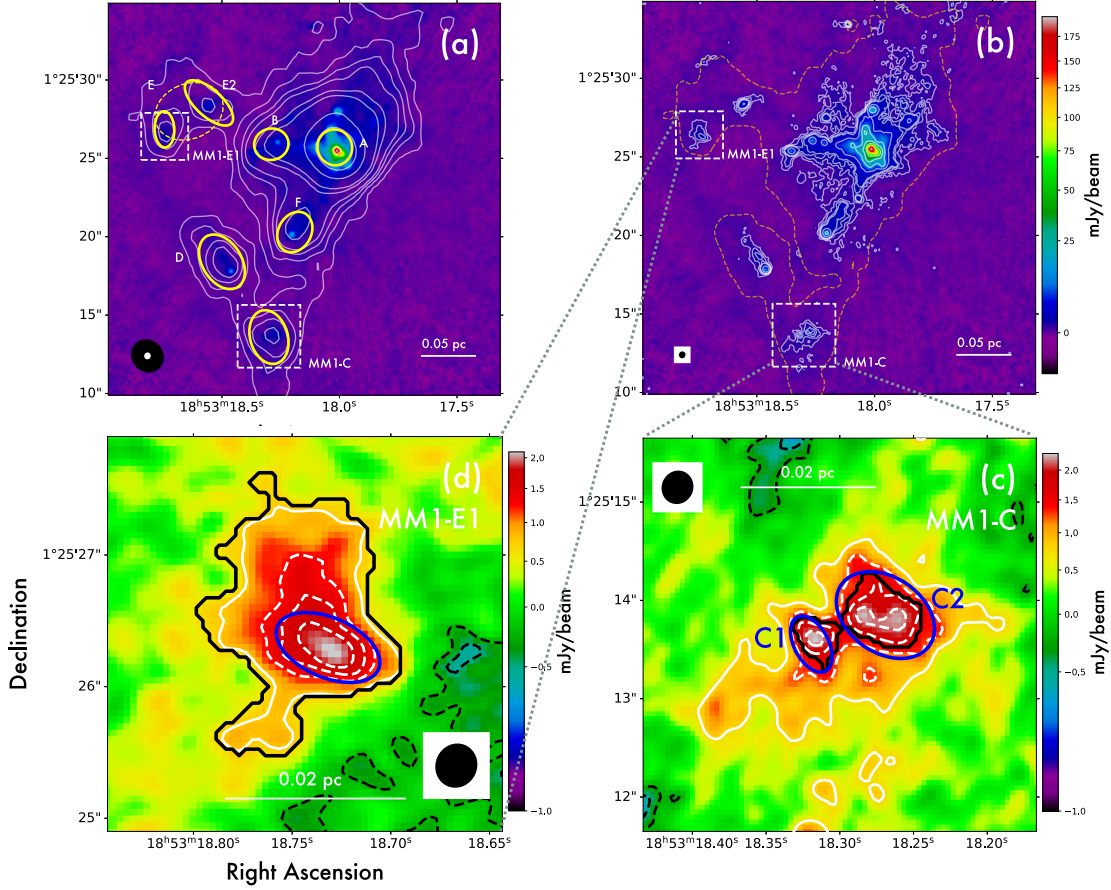 (a)
1°25'30"
25"
20"
15"
10"
E
E2
B
A
MM1-E1
F
D
MM1-C
0.05 pc
18ʰ53ᵐ18.5ˢ
18.0ˢ
17.5ˢ
(b)
1°25'30"
25"
20"
15"
10"
MM1-E1
MM1-C
0.05 pc
18ʰ53ᵐ18.5ˢ
18.0ˢ
17.5ˢ
175
150
125
100
75
50
25
0
mJy/beam
(d)
MM1-E1
1°25'27"
26"
25"
0.02 pc
18ʰ53ᵐ18.80ˢ
18.75ˢ
18.70ˢ
18.65ˢ
Declination
Right Ascension
2.0
1.5
1.0
0.5
0.0
−0.5
−1.0
mJy/beam
(c)
MM1-C
0.02 pc
1°25'15"
14"
13"
12"
C1
C2
18ʰ53ᵐ18.40ˢ
18.35ˢ
18.30ˢ
18.25ˢ
18.20ˢ
2.0
1.5
1.0
0.5
0.0
−0.5
−1.0
mJy/beam